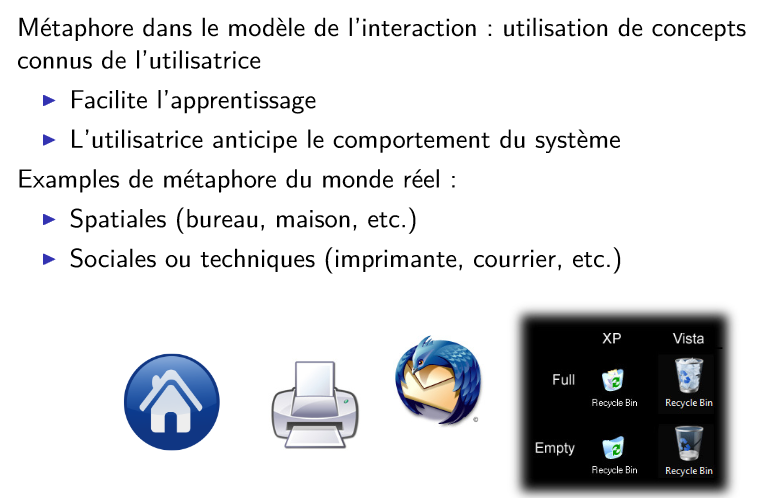 Métaphore dans le modèle de l'interaction : utilisation de concepts
connus de l'utilisatrice
Facilite l'apprentissage
L'utilisatrice anticipe le comportement du système
Examples de métaphore du monde réel :
Spatiales (bureau, maison, etc.)
Sociales ou techniques (imprimante, courrier, etc.)
XP Vista
Full
Recycle Bin Recycle Bin
Empty
Recycle Bin Recycle Bin
©